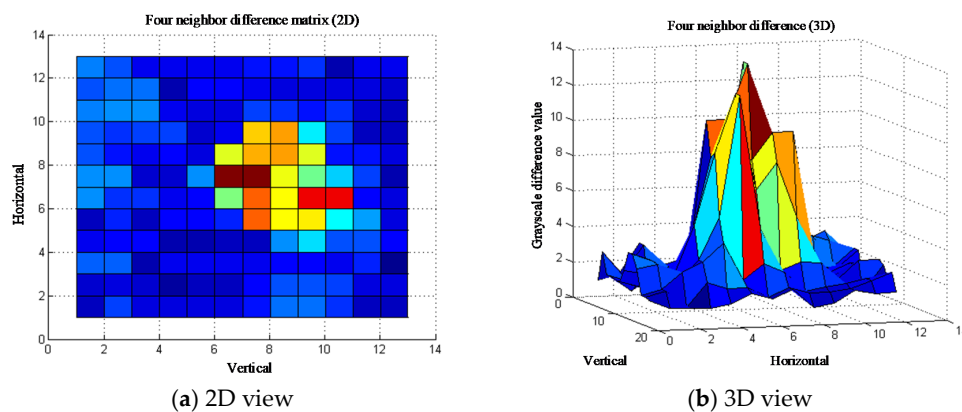 Four neighbor difference matrix (2D)
14
12
10
8
6
4
2
0
Horizontal
0 2 4 6 8 10 12 14
Vertical
(a) 2D view
Four neighbor difference (3D)
14
12
10
8
6
4
2
0
Grayscale difference value
0
10
20
Vertical
0 2 4 6 8 10 12 1
Horizontal
(b) 3D view